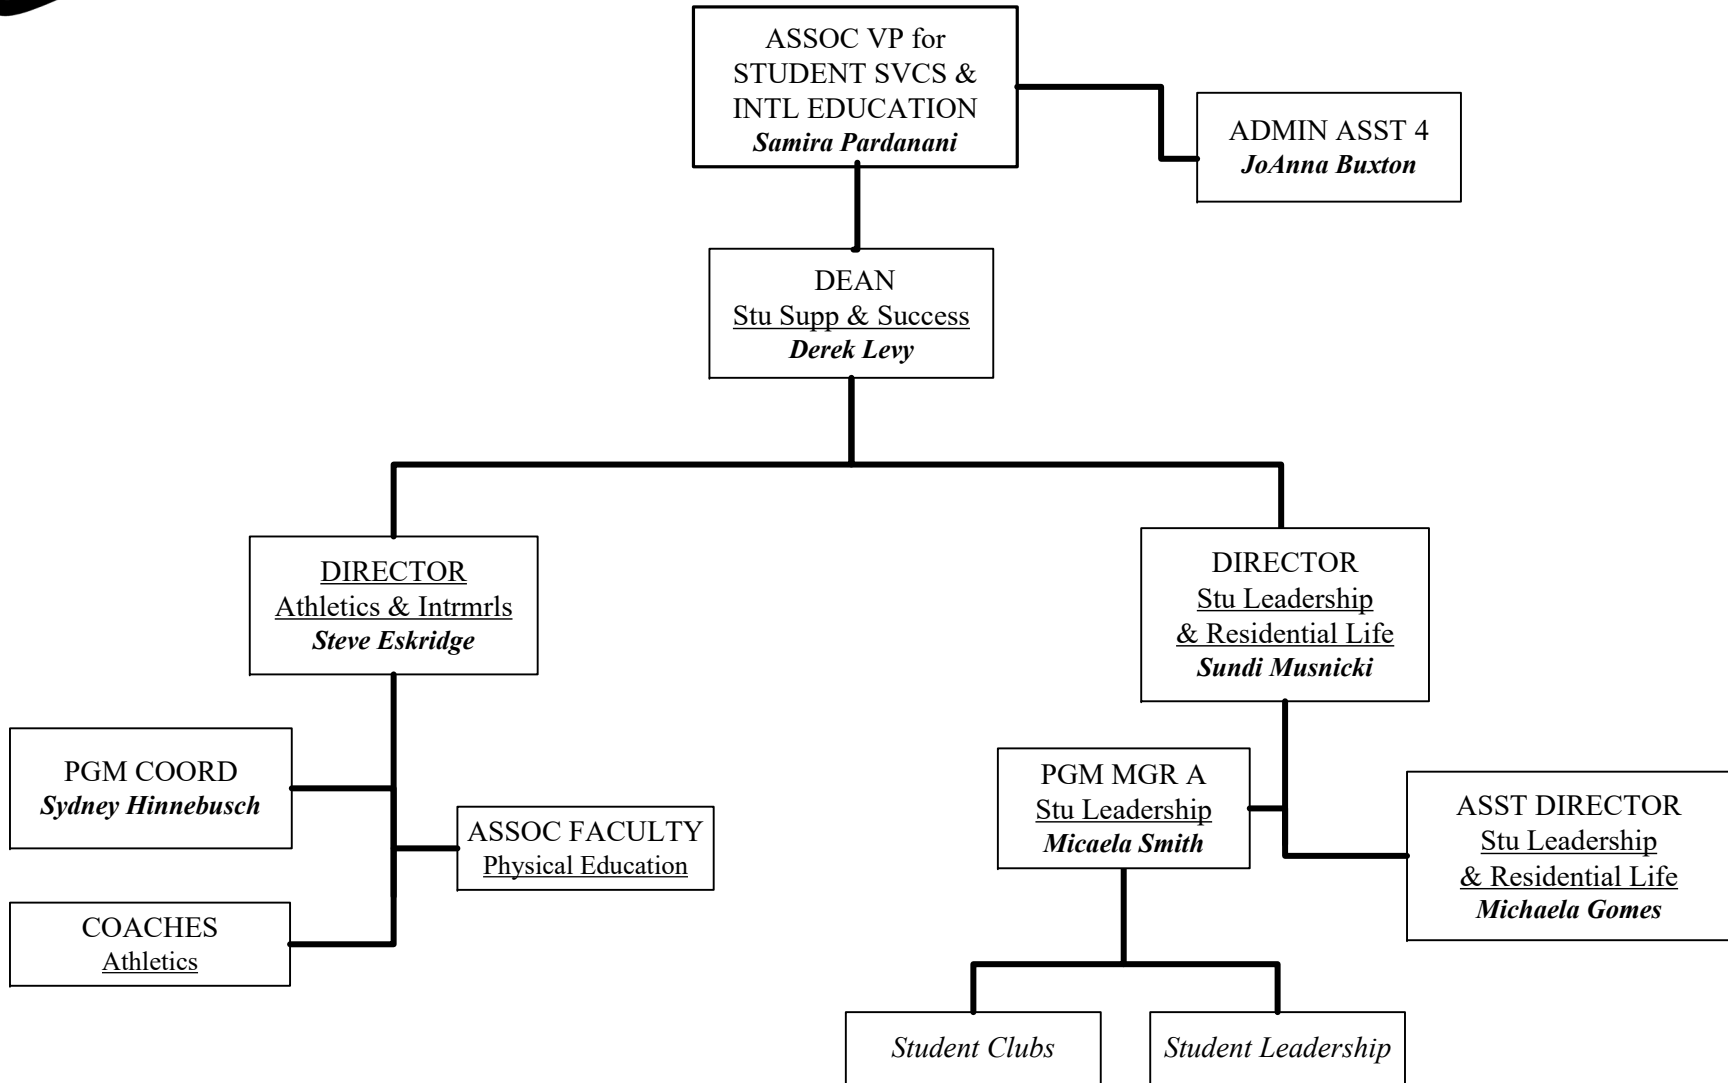 ASSOC VP for
STUDENT SVCS &
INTL EDUCATION
Samira Pardanani
ADMIN ASST 4
JoAnna Buxton
DEAN
Stu Supp & Success
Derek Levy
DIRECTOR
Athletics & Intrmrls
Steve Eskridge
DIRECTOR
Stu Leadership
& Residential Life
Sundi Musnicki
PGM COORD
Sydney Hinnebusch
ASSOC FACULTY
Physical Education
COACHES
Athletics
PGM MGR A
Stu Leadership
Micaela Smith
ASST DIRECTOR
Stu Leadership
& Residential Life
Michaela Gomes
Student Clubs
Student Leadership